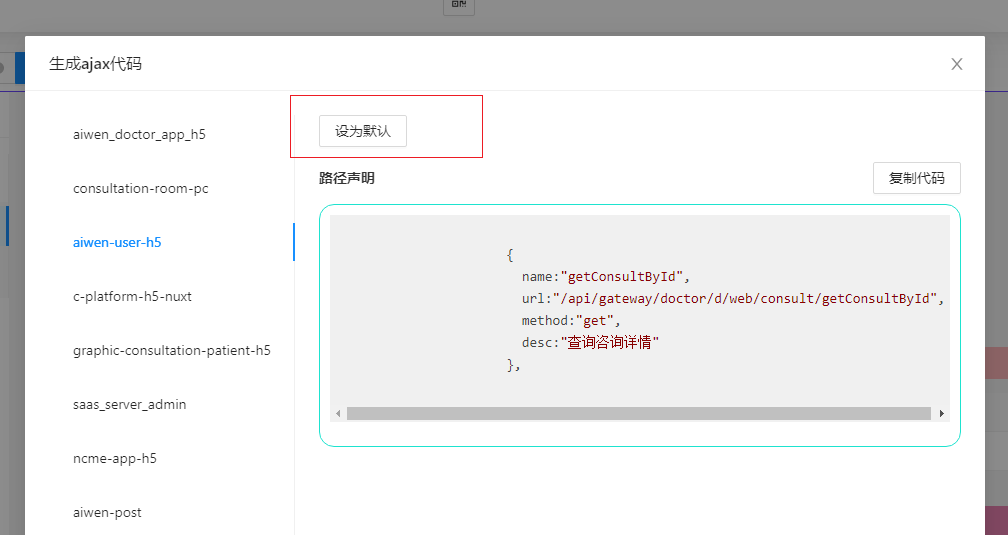 生成ajax代码
aiwen_doctor_app_h5
consultation-room-pc
aiwen-user-h5
c-platform-h5-nuxt
graphic-consultation-patient-h5
saas_server_admin
ncme-app-h5
aiwen-post
设为默认
路径声明
复制代码
{
name:"getConsultById",
url:"/api/gateway/doctor/d/web/consult/getConsultById",
method:"get",
desc:"查询咨询详情"
},